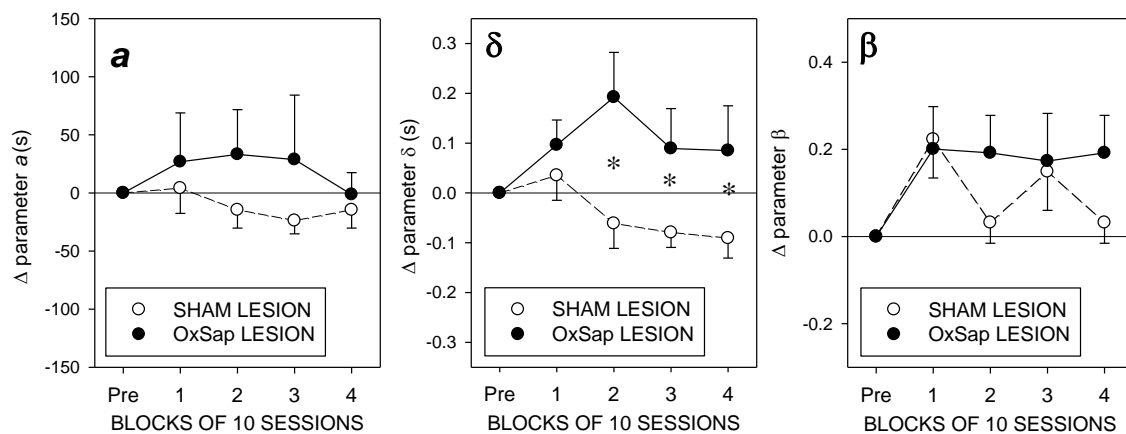 a
Δ parameter a (s)
150
100
50
0
-50
-100
-150
SHAM LESION
OxSap LESION
Pre 1 2 3 4
BLOCKS OF 10 SESSIONS
δ
Δ parameter δ (s)
0.3
0.2
0.1
0.0
-0.1
-0.2
-0.3
* * *
SHAM LESION
OxSap LESION
Pre 1 2 3 4
BLOCKS OF 10 SESSIONS
β
Δ parameter β
0.4
0.2
0.0
-0.2
SHAM LESION
OxSap LESION
Pre 1 2 3 4
BLOCKS OF 10 SESSIONS